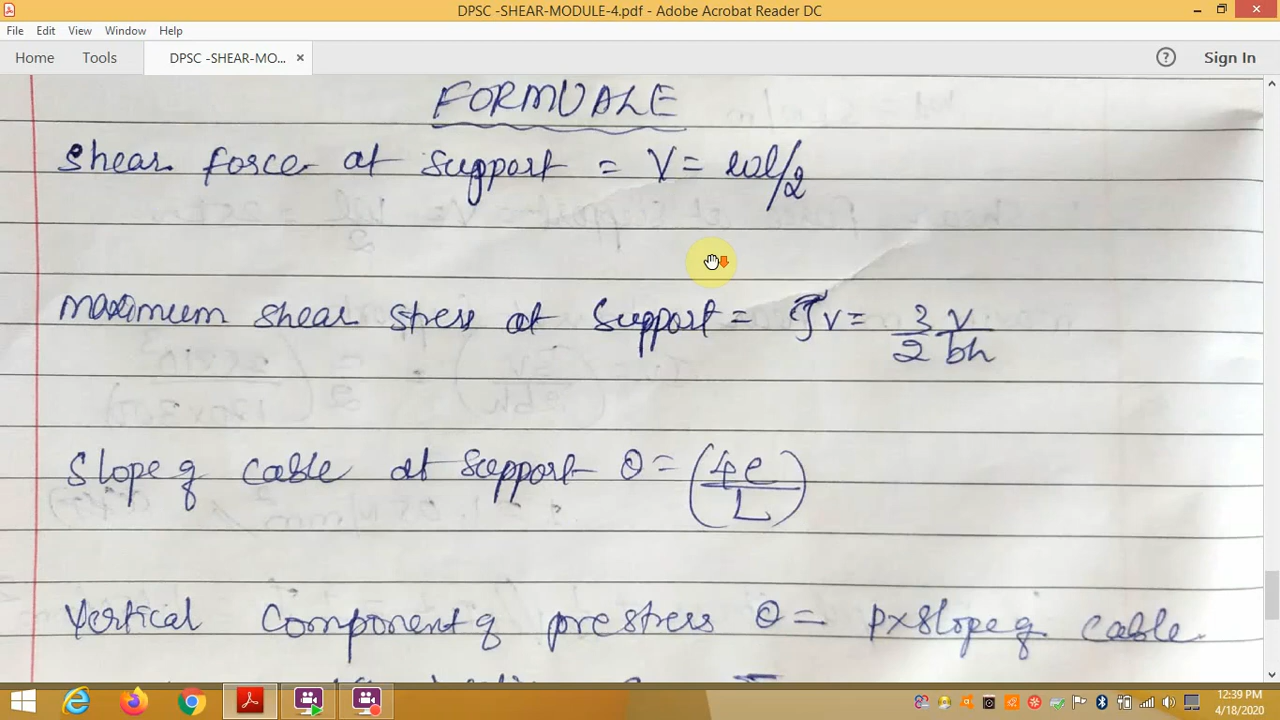 DPSC -SHEAR-MODULE-4.pdf - Adobe Acrobat Reader DC
File Edit View Window Help
Home Tools DPSC -SHEAR-MO... × Sign In
FORMUALE
Shear force at support = V = wl/2
Maximum shear stress at support = τv = 3/2 V/bh
Slope of cable at support θ = (4e/L)
Vertical component of prestress θ = P×slope of cable
12:39 PM
4/18/2020